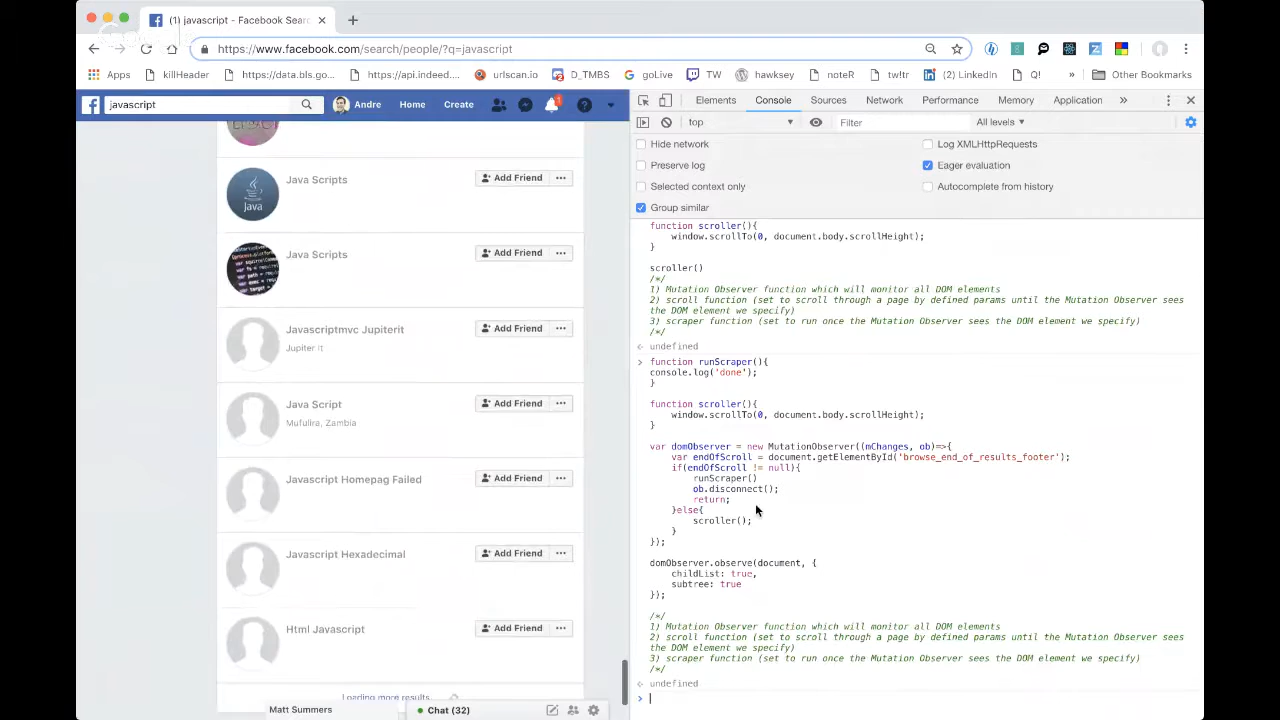 (1) javascript - Facebook Searc
https://www.facebook.com/search/people/?q=javascript
Apps killHeader https://data.bls.go... https://api.indeed.... urlscan.io D_TMBS goLive TW hawksey noteR tw!tr (2) LinkedIn Q! » Other Bookmarks
javascript Andre Home Create
Elements Console Sources Network Performance Memory Application »
top Filter All levels
Hide network
Log XMLHttpRequests
Preserve log
Eager evaluation
Selected context only
Autocomplete from history
Group similar
Java Scripts
Add Friend
Java
Java Scripts
Add Friend
Javascriptmvc Jupiterit
Jupiter It
Add Friend
Java Script
Mufulira, Zambia
Add Friend
Javascript Homepag Failed
Add Friend
Javascript Hexadecimal
Add Friend
Html Javascript
Add Friend
Loading more results..
Matt Summers
Chat (32)
function scroller(){
window.scrollTo(0, document.body.scrollHeight);
}
scroller()
/*/
1) Mutation Observer function which will monitor all DOM elements
2) scroll function (set to scroll through a page by defined params until the Mutation Observer sees
the DOM element we specify)
3) scraper function (set to run once the Mutation Observer sees the DOM element we specify)
/*/
undefined
function runScraper(){
console.log('done');
}
function scroller(){
window.scrollTo(0, document.body.scrollHeight);
}
var domObserver = new MutationObserver((mChanges, ob)=>{
var endOfScroll = document.getElementById('browse_end_of_results_footer');
if(endOfScroll != null){
runScraper()
ob.disconnect();
return;
}else{
scroller();
}
});
domObserver.observe(document, {
childList: true,
subtree: true
});
/*/
1) Mutation Observer function which will monitor all DOM elements
2) scroll function (set to scroll through a page by defined params until the Mutation Observer sees
the DOM element we specify)
3) scraper function (set to run once the Mutation Observer sees the DOM element we specify)
/*/
undefined